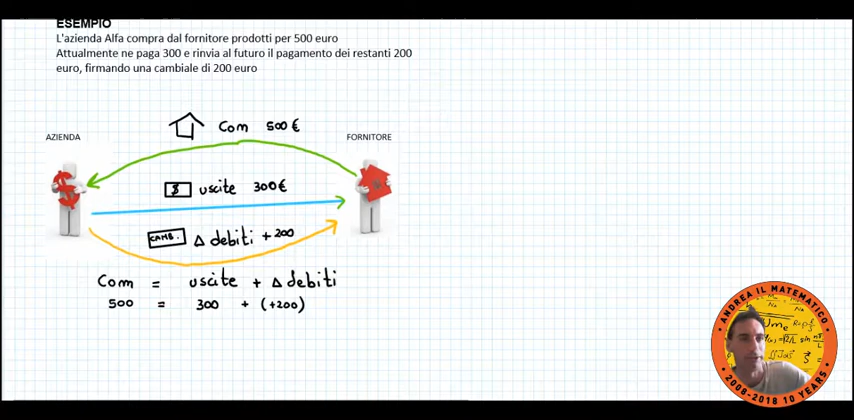 ESEMPIO
L'azienda Alfa compra dal fornitore prodotti per 500 euro
Attualmente ne paga 300 e rinvia al futuro il pagamento dei restanti 200
euro, firmando una cambiale di 200 euro
Com 500 €
AZIENDA
FORNITORE
$ uscite 300€
CAMB. Δ debiti +200
Com = uscite + Δ debiti
500 = 300 + (+200)
ANDREA IL MATEMATICO
2008-2018 10 YEARS